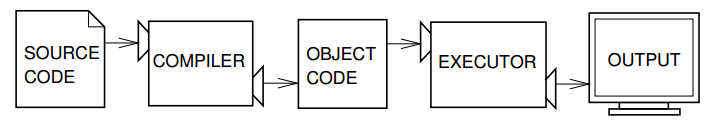 SOURCE
CODE
COMPILER
OBJECT
CODE
EXECUTOR
OUTPUT